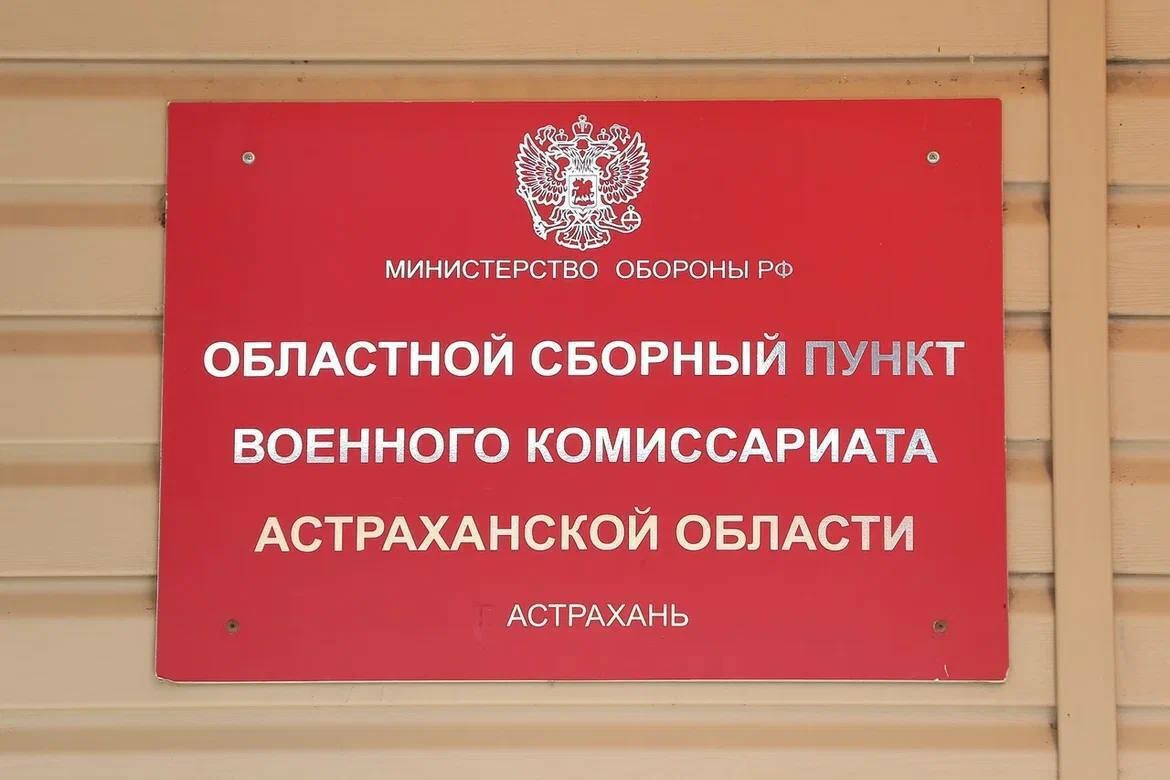 МИНИСТЕРСТВО ОБОРОНЫ РФ
ОБЛАСТНОЙ СБОРНЫЙ ПУНКТ
ВОЕННОГО КОМИССАРИАТА
АСТРАХАНСКОЙ ОБЛАСТИ
Г АСТРАХАНЬ